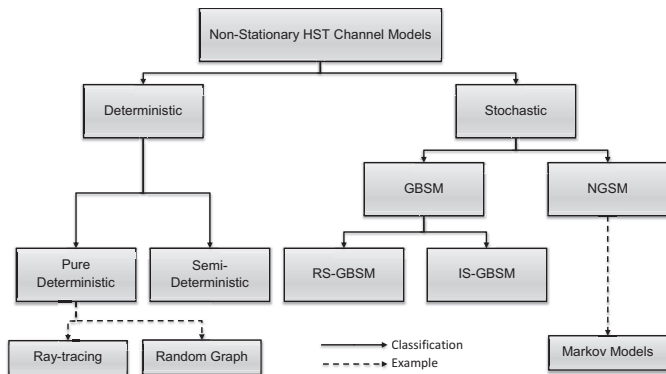 Non-Stationary HST Channel Models
Deterministic
Stochastic
GBSM
NGSM
Pure
Deterministic
Semi-
Deterministic
RS-GBSM
IS-GBSM
Ray-tracing
Random Graph
Classification
Example
Markov Models